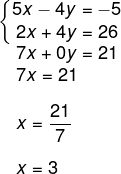 5x − 4y = −5
2x + 4y = 26
7x + 0y = 21
7x = 21
x = 21/7
x = 3